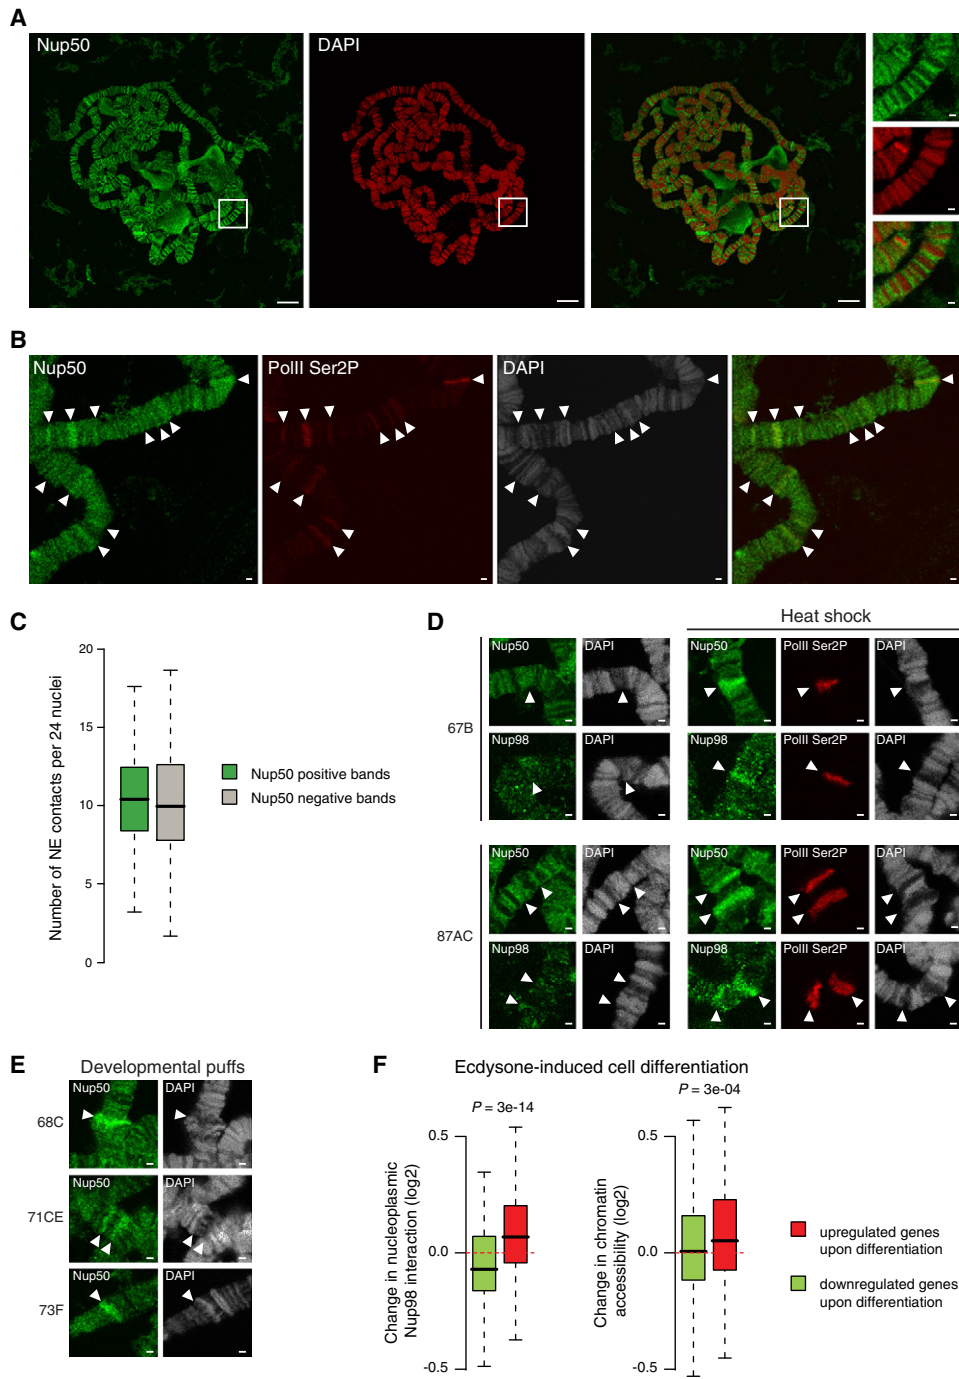 A
Nup50
DAPI
B
Nup50
PolII Ser2P
DAPI
C
Number of NE contacts per 24 nuclei
20
15
10
5
0
Nup50 positive bands
Nup50 negative bands
D
Heat shock
67B
Nup50
DAPI
Nup50
PolII Ser2P
DAPI
Nup98
DAPI
Nup98
PolII Ser2P
DAPI
87AC
Nup50
DAPI
Nup50
PolII Ser2P
DAPI
Nup98
DAPI
Nup98
PolII Ser2P
DAPI
E
Developmental puffs
68C
Nup50
DAPI
71CE
Nup50
DAPI
73F
Nup50
DAPI
F
Ecdysone-induced cell differentiation
P = 3e-14
Change in nucleoplasmic
Nup98 interaction (log2)
0.5
0.0
-0.5
P = 3e-04
Change in chromatin
accessibility (log2)
0.5
0.0
-0.5
upregulated genes
upon differentiation
downregulated genes
upon differentiation